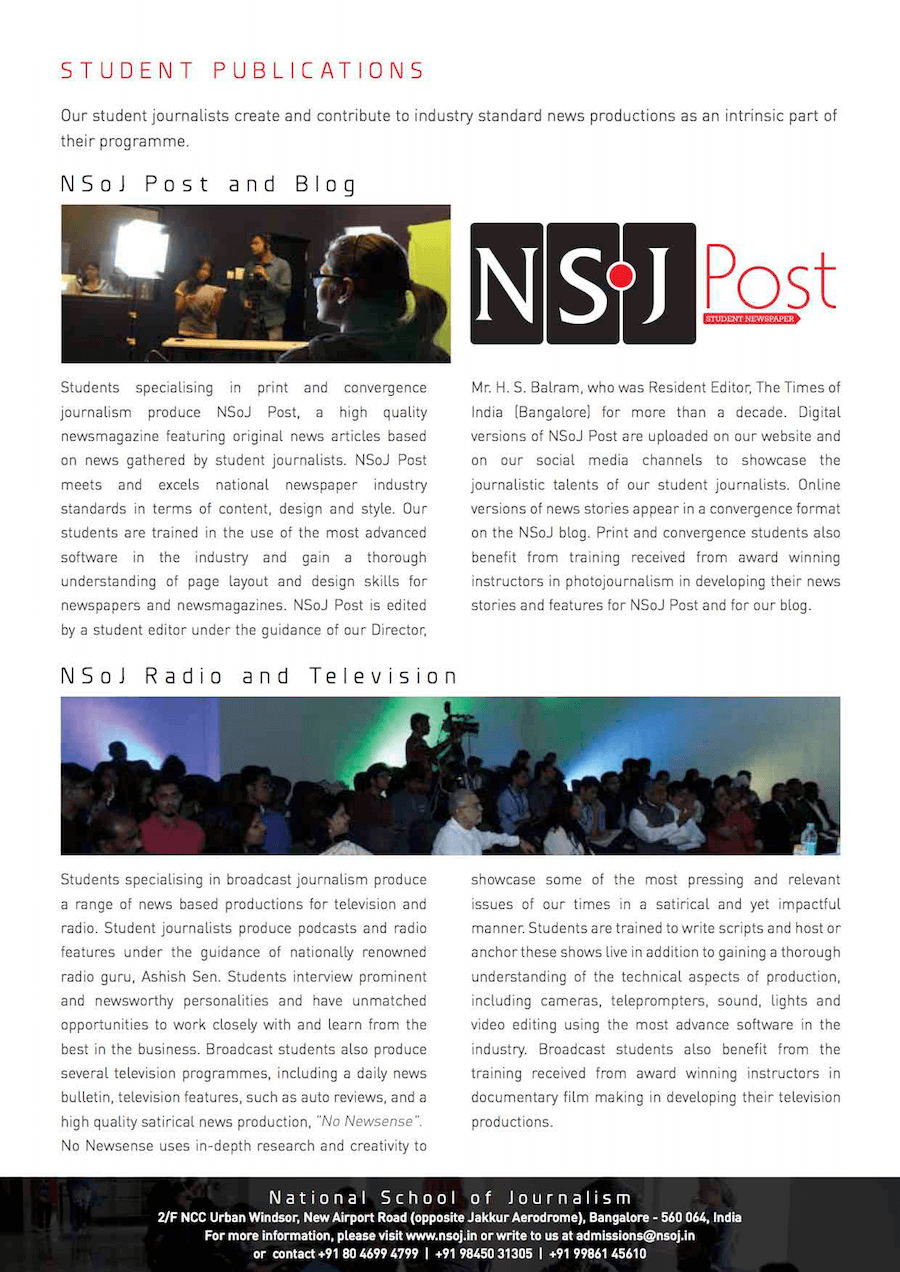 STUDENT PUBLICATIONS
Our student journalists create and contribute to industry standard news productions as an intrinsic part of
their programme.
NSoJ Post and Blog
NSoJ Post
STUDENT NEWSPAPER
Students specialising in print and convergence
journalism produce NSoJ Post, a high quality
newsmagazine featuring original news articles based
on news gathered by student journalists. NSoJ Post
meets and excels national newspaper industry
standards in terms of content, design and style. Our
students are trained in the use of the most advanced
software in the industry and gain a thorough
understanding of page layout and design skills for
newspapers and newsmagazines. NSoJ Post is edited
by a student editor under the guidance of our Director,
Mr. H. S. Balram, who was Resident Editor, The Times of
India (Bangalore) for more than a decade. Digital
versions of NSoJ Post are uploaded on our website and
on our social media channels to showcase the
journalistic talents of our student journalists. Online
versions of news stories appear in a convergence format
on the NSoJ blog. Print and convergence students also
benefit from training received from award winning
instructors in photojournalism in developing their news
stories and features for NSoJ Post and for our blog.
NSoJ Radio and Television
Students specialising in broadcast journalism produce
a range of news based productions for television and
radio. Student journalists produce podcasts and radio
features under the guidance of nationally renowned
radio guru, Ashish Sen. Students interview prominent
and newsworthy personalities and have unmatched
opportunities to work closely with and learn from the
best in the business. Broadcast students also produce
several television programmes, including a daily news
bulletin, television features, such as auto reviews, and a
high quality satirical news production, "No Newsense".
No Newsense uses in-depth research and creativity to
showcase some of the most pressing and relevant
issues of our times in a satirical and yet impactful
manner. Students are trained to write scripts and host or
anchor these shows live in addition to gaining a thorough
understanding of the technical aspects of production,
including cameras, teleprompters, sound, lights and
video editing using the most advance software in the
industry. Broadcast students also benefit from the
training received from award winning instructors in
documentary film making in developing their television
productions.
National School of Journalism
2/F NCC Urban Windsor, New Airport Road (opposite Jakkur Aerodrome), Bangalore - 560 064, India
For more information, please visit www.nsoj.in or write to us at admissions@nsoj.in
or contact +91 80 4699 4799 | +91 98450 31305 | +91 99861 45610